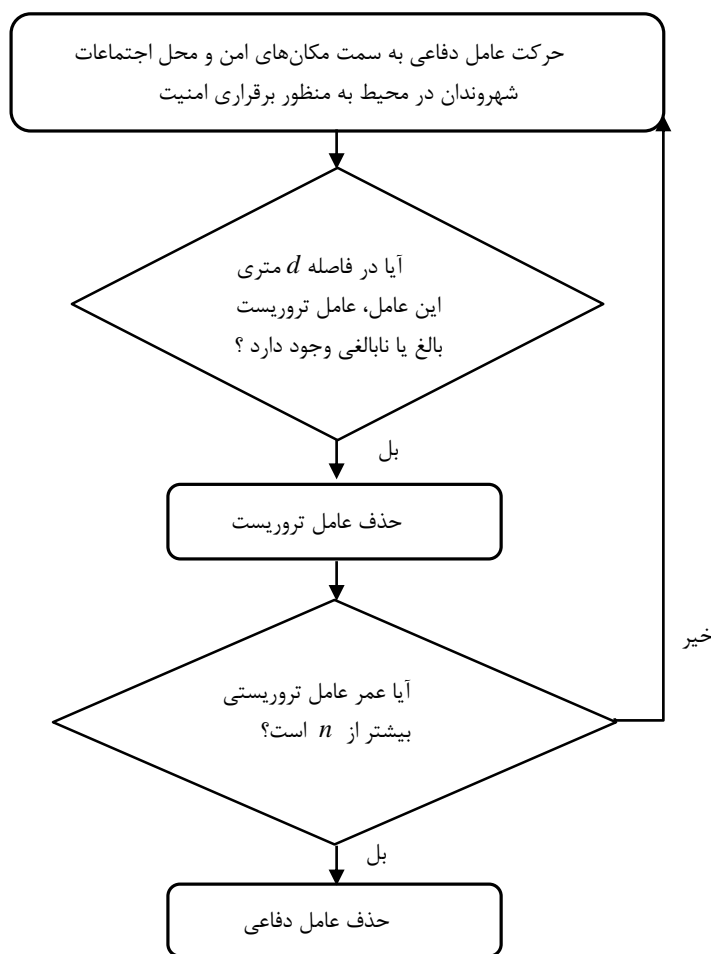 حرکت عامل دفاعی به سمت مکان‌های امن و محل اجتماعات
شهروندان در محیط به منظور برقراری امنیت
آیا در فاصله d متری
این عامل، عامل تروریست
بالغ یا نابالغی وجود دارد ؟
بل
حذف عامل تروریست
خیر
آیا عمر عامل تروریستی
بیشتر از n است؟
بل
حذف عامل دفاعی